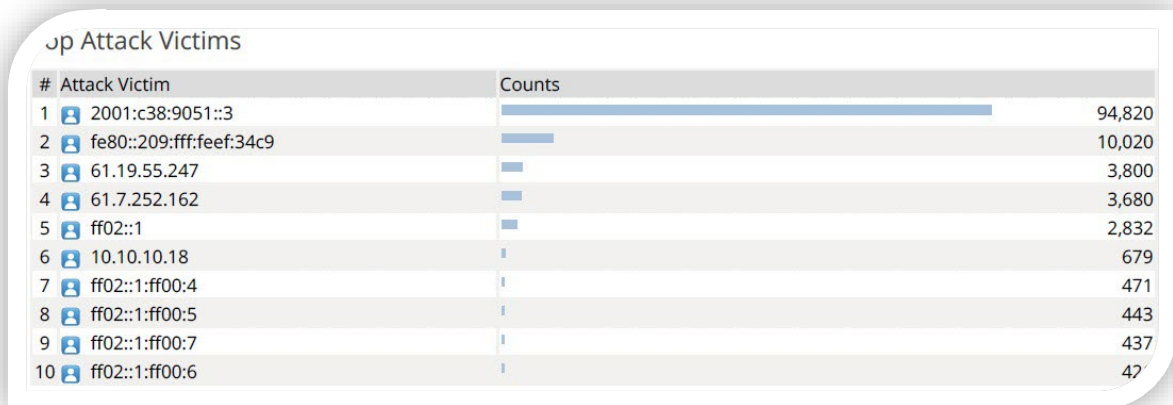 Attack Victims
# Attack Victim Counts
1 2001:c38:9051::3 94,820
2 fe80::209:fff:feef:34c9 10,020
3 61.19.55.247 3,800
4 61.7.252.162 3,680
5 ff02::1 2,832
6 10.10.10.18 679
7 ff02::1:ff00:4 471
8 ff02::1:ff00:5 443
9 ff02::1:ff00:7 437
10 ff02::1:ff00:6